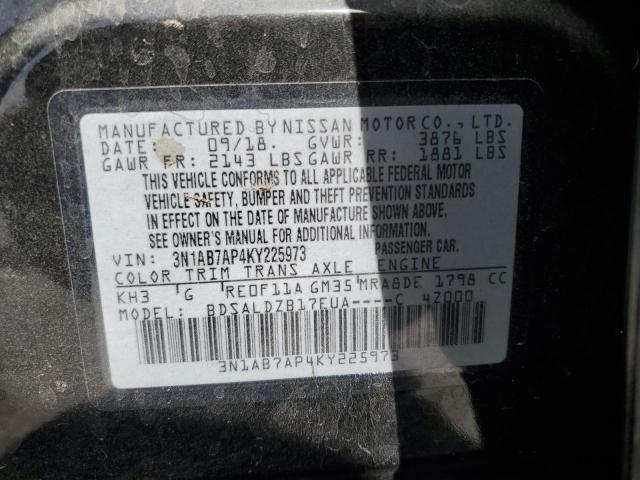 MANUFACTURED BY NISSAN MOTOR CO., LTD.
DATE: 09/18. GVWR: 3876 LBS
GAWR FR: 2143 LBS GAWR RR: 1881 LBS
THIS VEHICLE CONFORMS TO ALL APPLICABLE FEDERAL MOTOR
VEHICLE SAFETY, BUMPER AND THEFT PREVENTION STANDARDS
IN EFFECT ON THE DATE OF MANUFACTURE SHOWN ABOVE.
SEE OWNER'S MANUAL FOR ADDITIONAL INFORMATION.
VIN: 3N1AB7AP4KY225973 PASSENGER CAR.
COLOR TRIM TRANS AXLE ENGINE
KH3 G RE0F11A GM35 MRA8DE 1798 CC
MODEL: BDSALDZB17EUA----C 4Z000
3N1AB7AP4KY225973